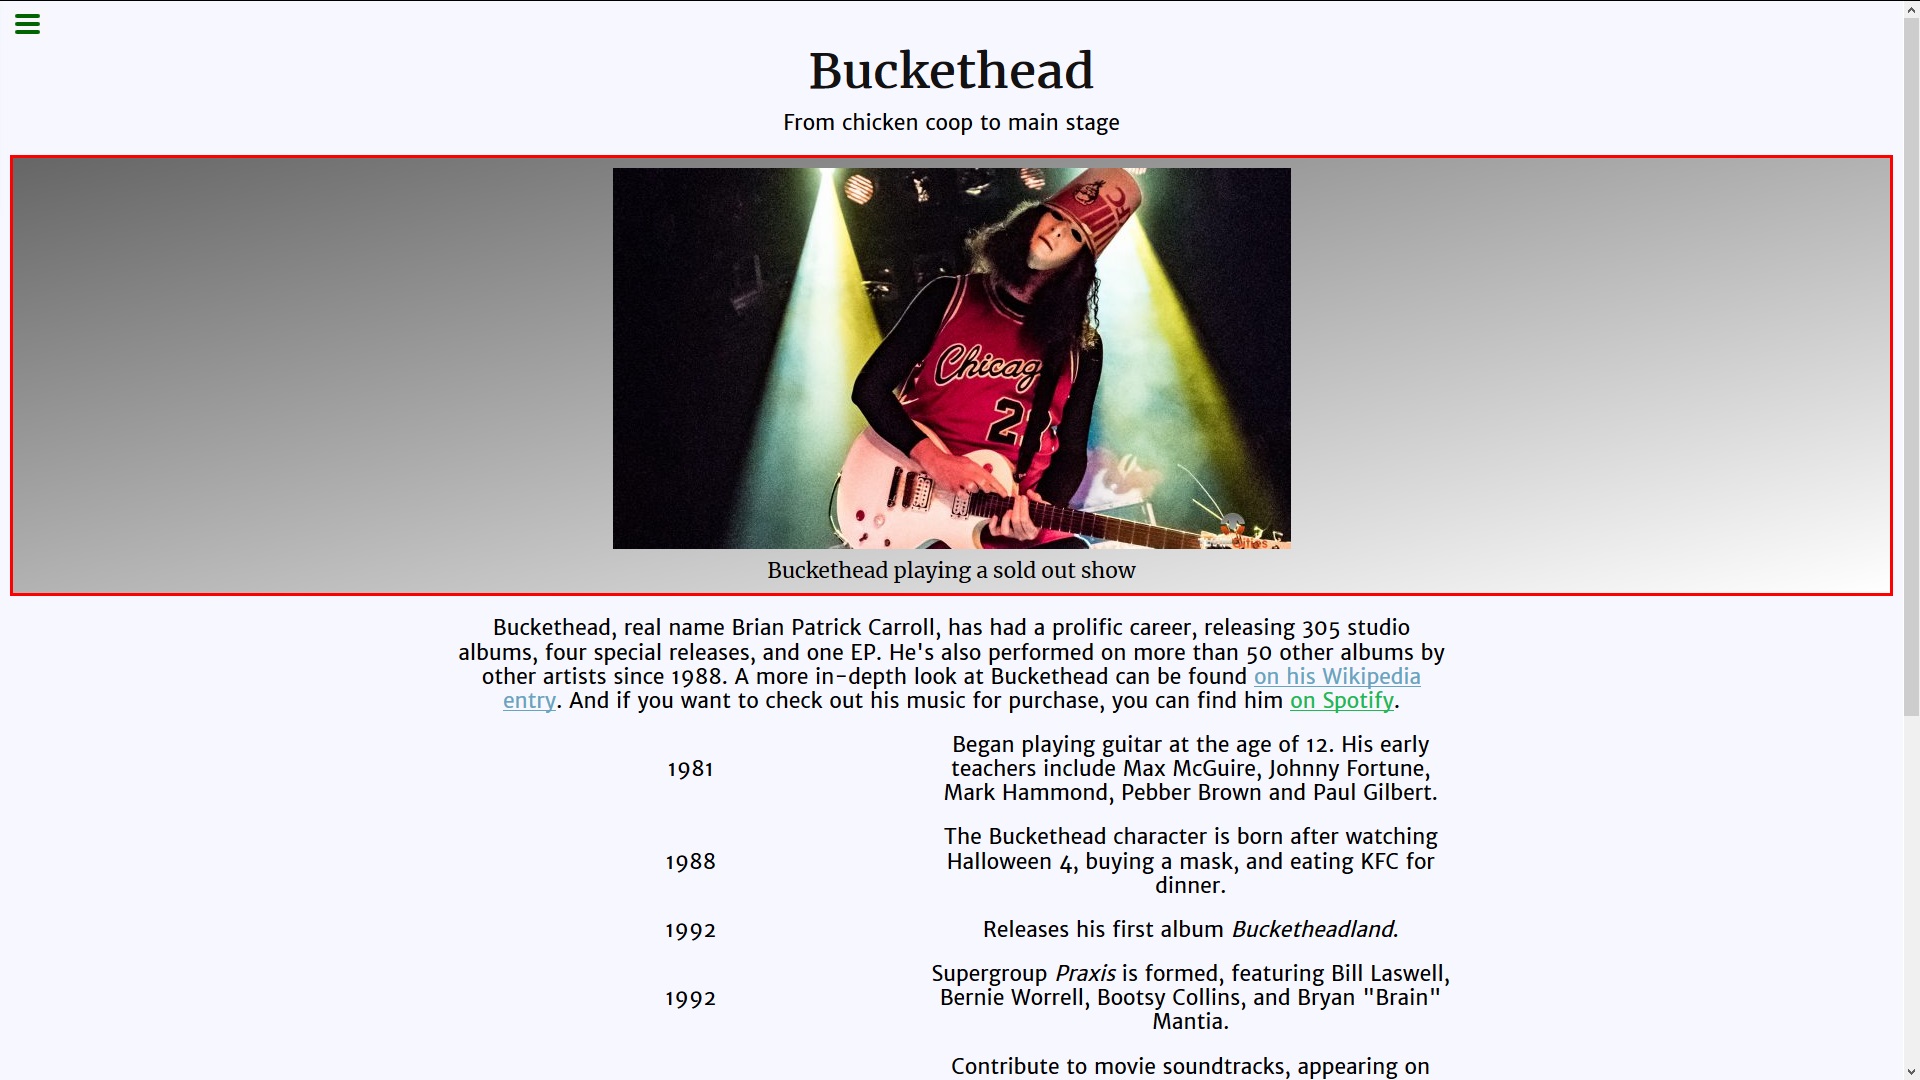 Buckethead
From chicken coop to main stage
Chicag
2
Buckethead playing a sold out show
Buckethead, real name Brian Patrick Carroll, has had a prolific career, releasing 305 studio
albums, four special releases, and one EP. He's also performed on more than 50 other albums by
other artists since 1988. A more in-depth look at Buckethead can be found on his Wikipedia
entry. And if you want to check out his music for purchase, you can find him on Spotify.
1981
Began playing guitar at the age of 12. His early
teachers include Max McGuire, Johnny Fortune,
Mark Hammond, Pebber Brown and Paul Gilbert.
1988
The Buckethead character is born after watching
Halloween 4, buying a mask, and eating KFC for
dinner.
1992
Releases his first album Bucketheadland.
1992
Supergroup Praxis is formed, featuring Bill Laswell,
Bernie Worrell, Bootsy Collins, and Bryan "Brain"
Mantia.
Contribute to movie soundtracks, appearing on